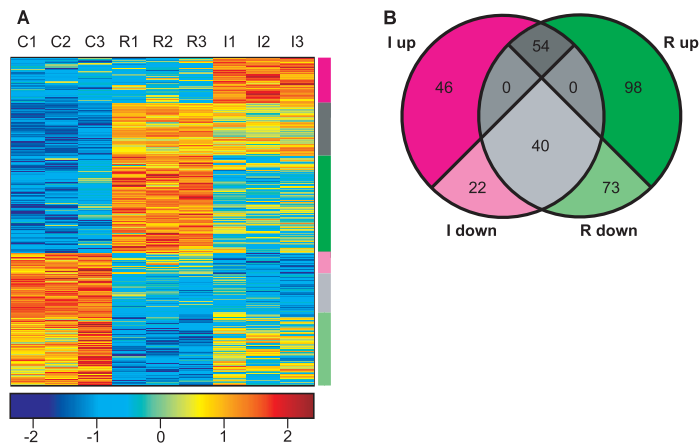 A
C1 C2 C3 R1 R2 R3 I1 I2 I3
-2 -1 0 1 2
B
I up R up
54
46 0 0 98
40
22 73
I down R down